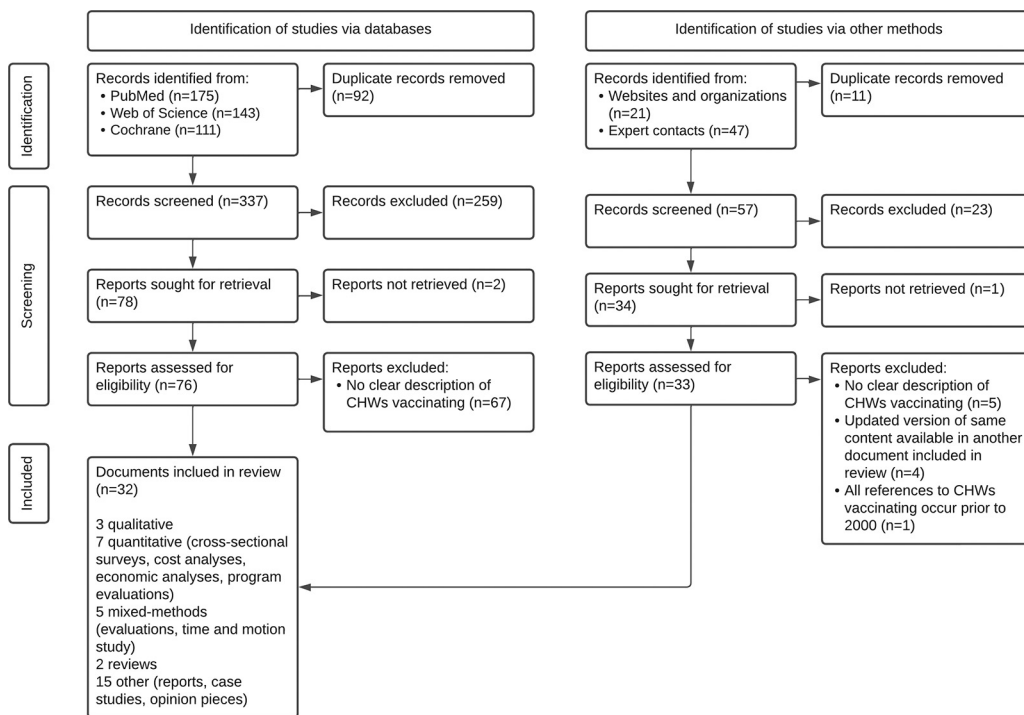 Identification of studies via databases
Identification of studies via other methods
Identification
Records identified from:
• PubMed (n=175)
• Web of Science (n=143)
• Cochrane (n=111)
Duplicate records removed
(n=92)
Records identified from:
• Websites and organizations
(n=21)
• Expert contacts (n=47)
Duplicate records removed
(n=11)
Screening
Records screened (n=337)
Records excluded (n=259)
Records screened (n=57)
Records excluded (n=23)
Reports sought for retrieval
(n=78)
Reports not retrieved (n=2)
Reports sought for retrieval
(n=34)
Reports not retrieved (n=1)
Reports assessed for
eligibility (n=76)
Reports excluded:
• No clear description of
CHWs vaccinating (n=67)
Reports assessed for
eligibility (n=33)
Reports excluded:
• No clear description of
CHWs vaccinating (n=5)
• Updated version of same
content available in another
document included in
review (n=4)
• All references to CHWs
vaccinating occur prior to
2000 (n=1)
Included
Documents inclued in review
(n=32)
3 qualitative
7 quantitative (cross-sectional
surveys, cost analyses,
economic analyses, program
evaluations)
5 mixed-methods
(evaluations, time and motion
study)
2 reviews
15 other (reports, case
studies, opinion pieces)